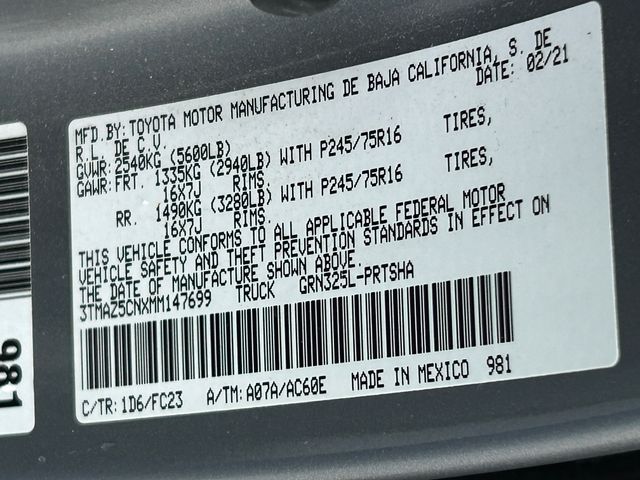 MFD.BY:TOYOTA MOTOR MANUFACTURING DE BAJA CALIFORNIA, S. DE
R.L. DE C.V. DATE: 02/21
GVWR: 2540KG (5600LB)
GAWR: FRT. 1335KG (2940LB) WITH P245/75R16 TIRES,
16X7J RIMS.
RR. 1490KG (3280LB) WITH P245/75R16 TIRES,
16X7J RIMS.
THIS VEHICLE CONFORMS TO ALL APPLICABLE FEDERAL MOTOR
VEHICLE SAFETY AND THEFT PREVENTION STANDARDS IN EFFECT ON
THE DATE OF MANUFACTURE SHOWN ABOVE.
3TMAZ5CNXMM147699 TRUCK GRN325L-PRTSHA
C/TR: 1D6/FC23 A/TM: A07A/AC60E MADE IN MEXICO 981
981